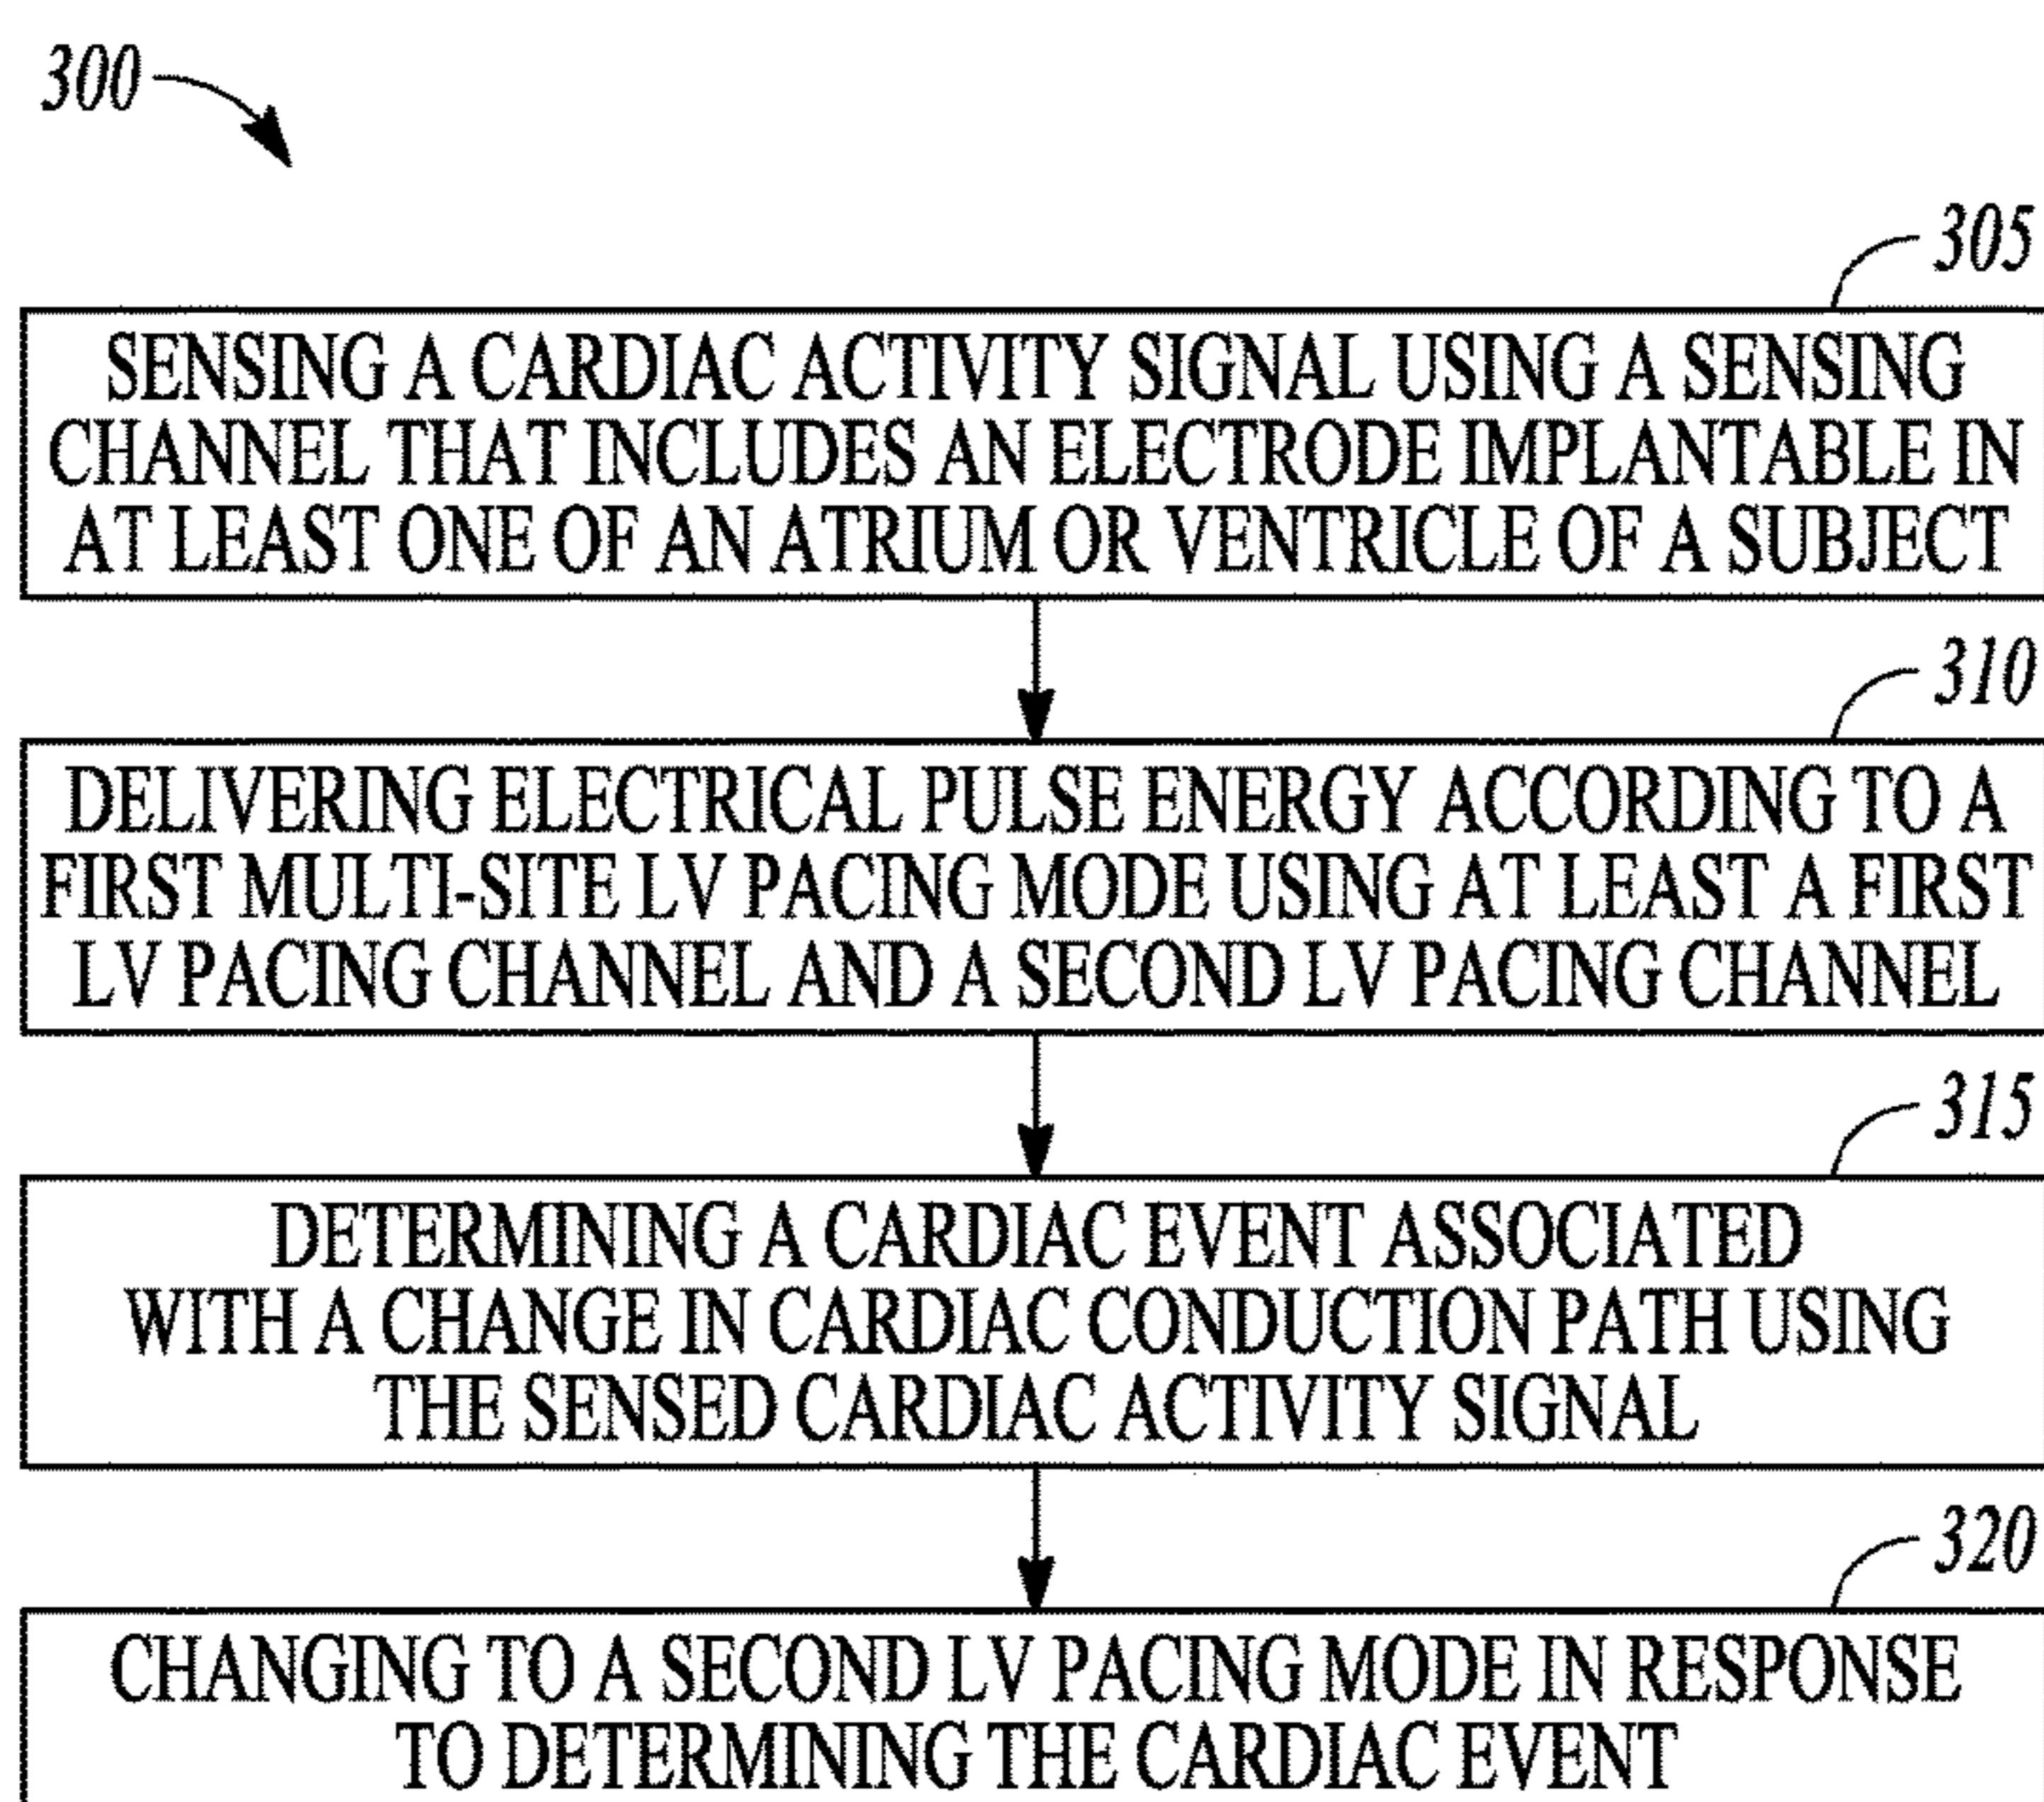 300
305
SENSING A CARDIAC ACTIVITY SIGNAL USING A SENSING
CHANNEL THAT INCLUDES AN ELECTRODE IMPLANTABLE IN
AT LEAST ONE OF AN ATRIUM OR VENTRICLE OF A SUBJECT
310
DELIVERING ELECTRICAL PULSE ENERGY ACCORDING TO A
FIRST MULTI-SITE LV PACING MODE USING AT LEAST A FIRST
LV PACING CHANNEL AND A SECOND LV PACING CHANNEL
315
DETERMINING A CARDIAC EVENT ASSOCIATED
WITH A CHANGE IN CARDIAC CONDUCTION PATH USING
THE SENSED CARDIAC ACTIVITY SIGNAL
320
CHANGING TO A SECOND LV PACING MODE IN RESPONSE
TO DETERMINING THE CARDIAC EVENT